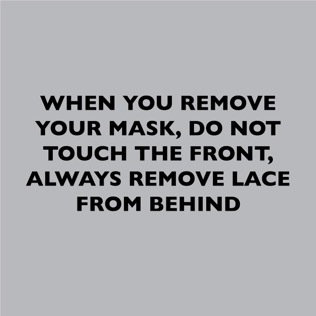 WHEN YOU REMOVE
YOUR MASK, DO NOT
TOUCH THE FRONT,
ALWAYS REMOVE LACE
FROM BEHIND